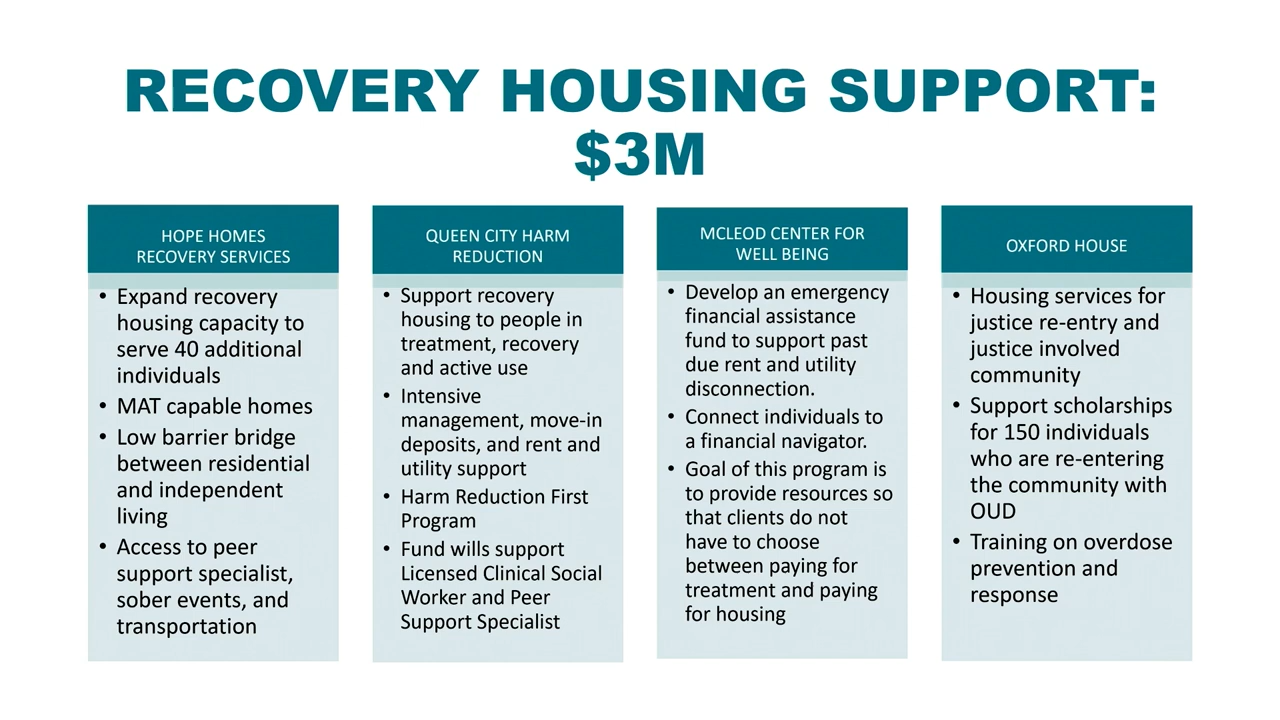 RECOVERY HOUSING SUPPORT:
$3M
HOPE HOMES
RECOVERY SERVICES
• Expand recovery
housing capacity to
serve 40 additional
individuals
• MAT capable homes
• Low barrier bridge
between residential
and independent
living
• Access to peer
support specialist,
sober events, and
transportation
QUEEN CITY HARM
REDUCTION
• Support recovery
housing to people in
treatment, recovery
and active use
• Intensive
management, move-in
deposits, and rent and
utility support
• Harm Reduction First
Program
• Fund wills support
Licensed Clinical Social
Worker and Peer
Support Specialist
MCLEOD CENTER FOR
WELL BEING
• Develop an emergency
financial assistance
fund to support past
due rent and utility
disconnection.
• Connect individuals to
a financial navigator.
• Goal of this program is
to provide resources so
that clients do not
have to choose
between paying for
treatment and paying
for housing
OXFORD HOUSE
• Housing services for
justice re-entry and
justice involved
community
• Support scholarships
for 150 individuals
who are re-entering
the community with
OUD
• Training on overdose
prevention and
response